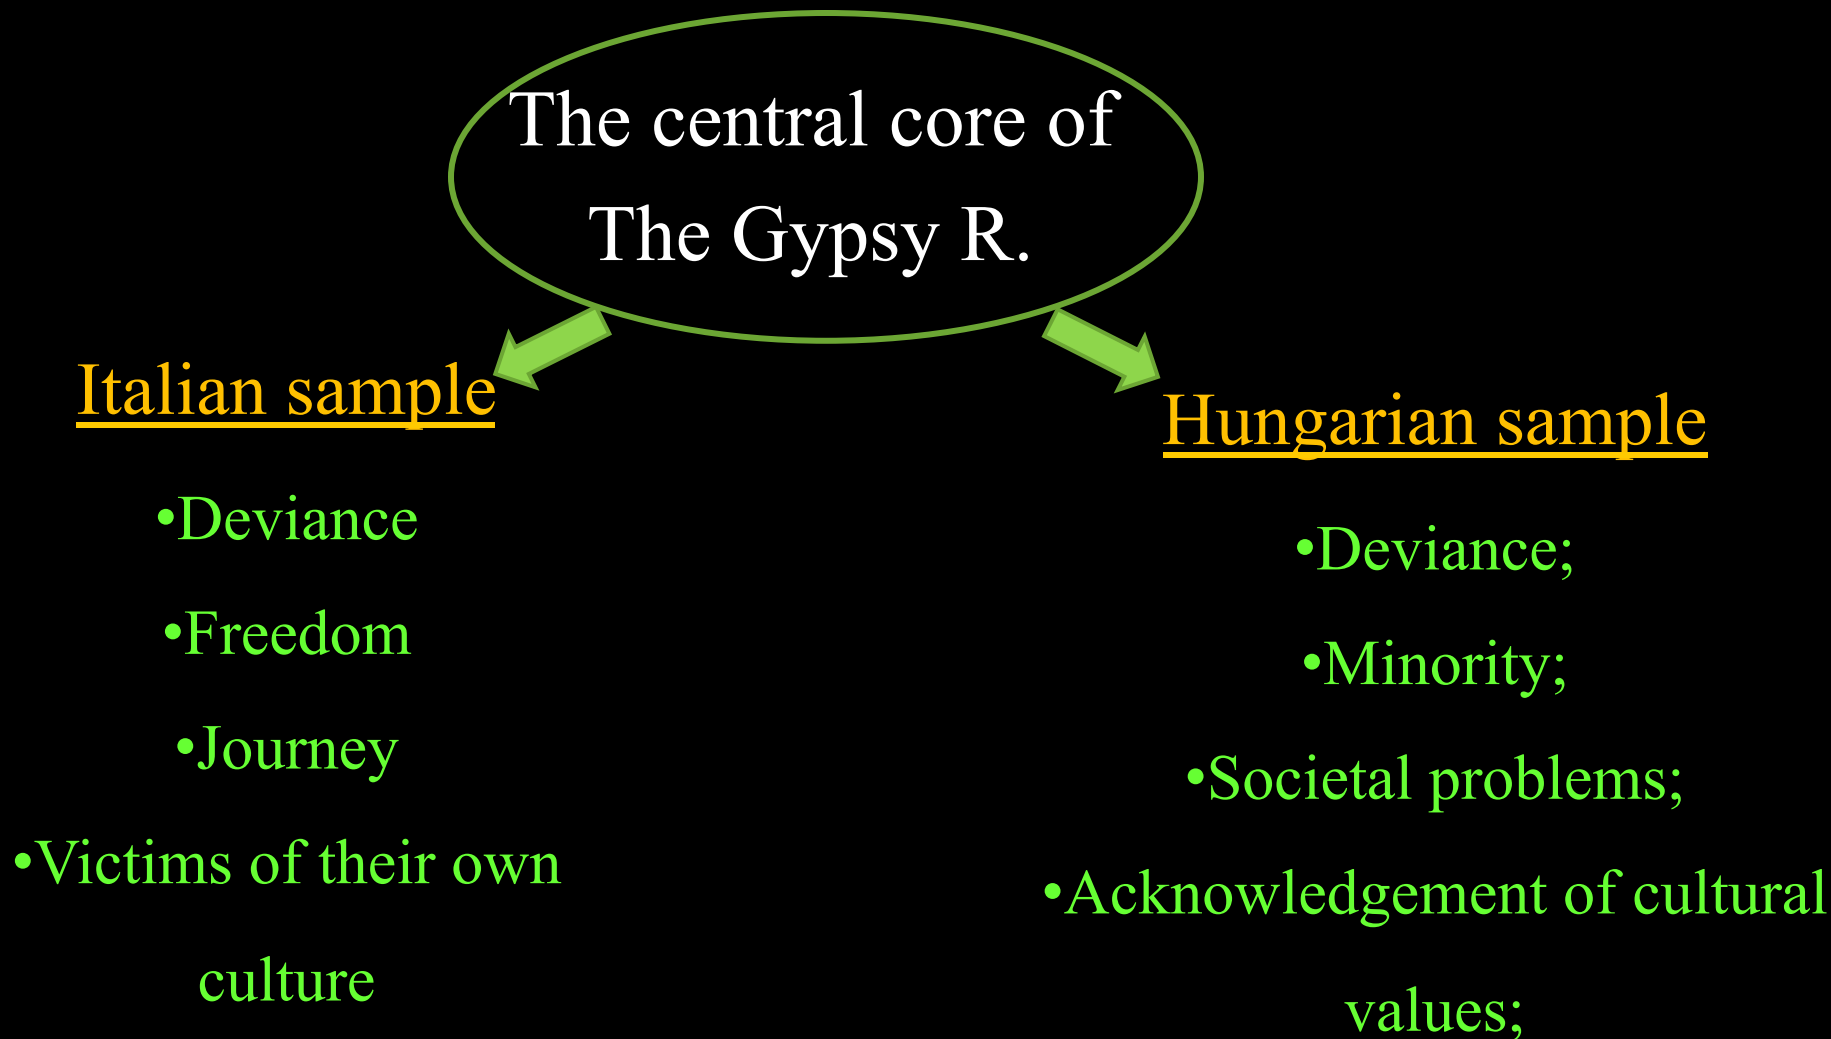 The central core of
The Gypsy R.
Italian sample
•Deviance
•Freedom
•Journey
•Victims of their own
culture
Hungarian sample
•Deviance;
•Minority;
•Societal problems;
•Acknowledgement of cultural
values;